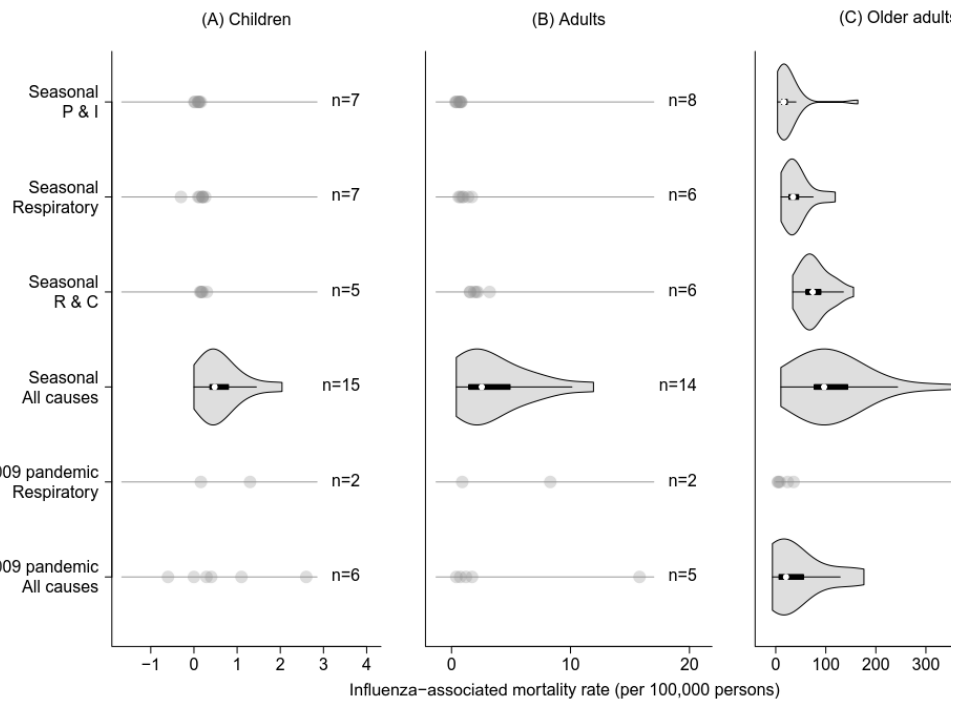 (A) Children
(B) Adults
(C) Older adults
Seasonal
P & I
n=7
n=8
Seasonal
Respiratory
n=7
n=6
Seasonal
R & C
n=5
n=6
Seasonal
All causes
n=15
n=14
009 pandemic
Respiratory
n=2
n=2
009 pandemic
All causes
n=6
n=5
−1 0 1 2 3 4
0 10 20
0 100 200 300
Influenza−associated mortality rate (per 100,000 persons)